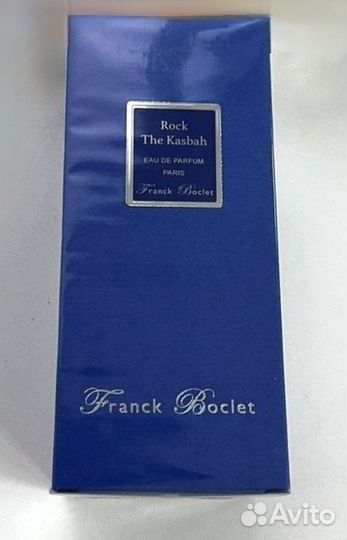 Rock
The Kasbah
EAU DE PARFUM
PARIS
Franck Boclet
Franck Boclet
Avito